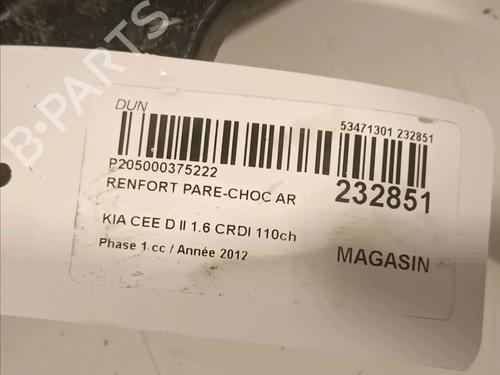 B-PARTS
DUN
53471301 232851
P205000375222
RENFORT PARE-CHOC AR
232851
KIA CEE D II 1.6 CRDI 110ch
Phase 1 cc / Année 2012
MAGASIN